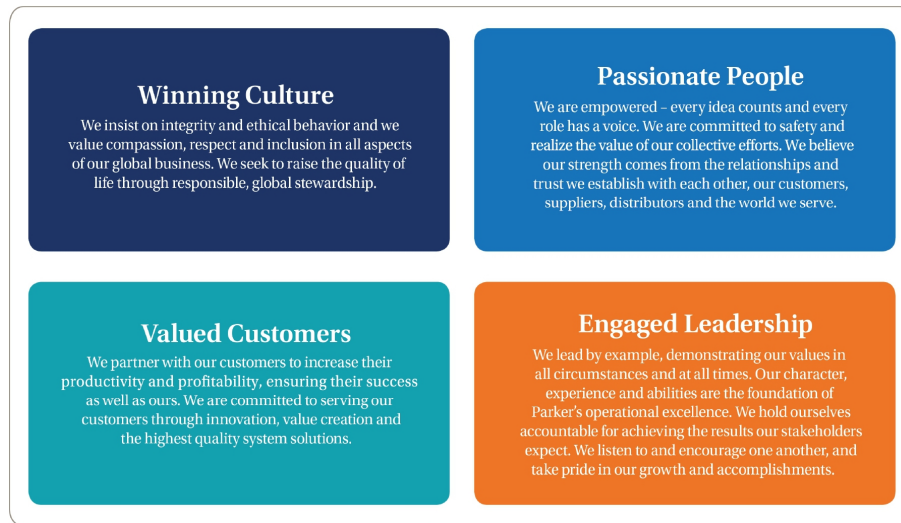 Winning Culture
We insist on integrity and ethical behavior and we
value compassion, respect and inclusion in all aspects
of our global business. We seek to raise the quality of
life through responsible, global stewardship.
Passionate People
We are empowered – every idea counts and every
role has a voice. We are committed to safety and
realize the value of our collective efforts. We believe
our strength comes from the relationships and
trust we establish with each other, our customers,
suppliers, distributors and the world we serve.
Valued Customers
We partner with our customers to increase their
productivity and profitability, ensuring their success
as well as ours. We are committed to serving our
customers through innovation, value creation and
the highest quality system solutions.
Engaged Leadership
We lead by example, demonstrating our values in
all circumstances and at all times. Our character,
experience and abilities are the foundation of
Parker's operational excellence. We hold ourselves
accountable for achieving the results our stakeholders
expect. We listen to and encourage one another, and
take pride in our growth and accomplishments.